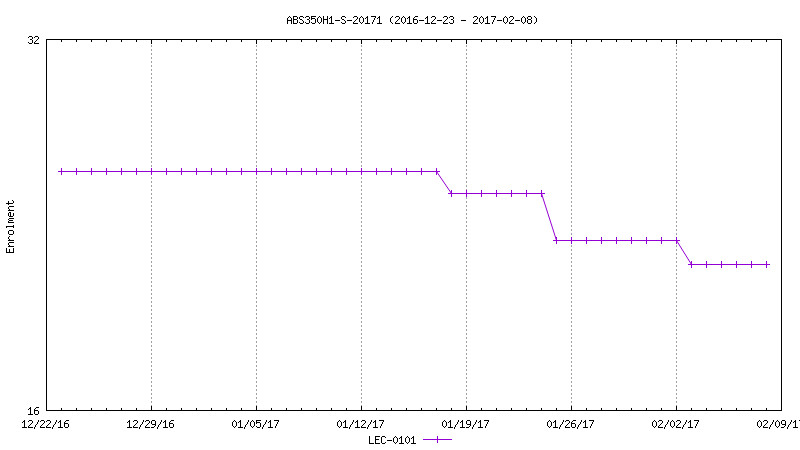 ABS350H1-S-20171 (2016-12-23 - 2017-02-08)
32
Enrolment
16
12/22/16 12/29/16 01/05/17 01/12/17 01/19/17 01/26/17 02/02/17 02/09/1
LEC-0101